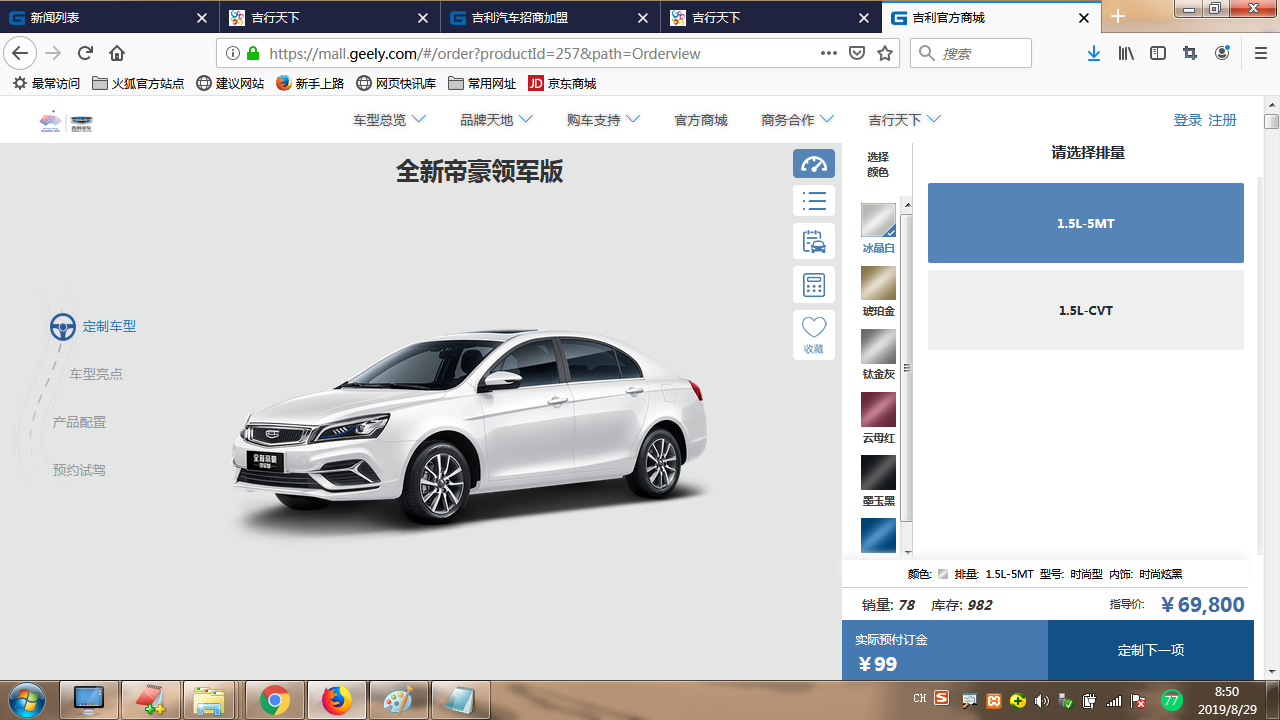 新闻列表
吉行天下
吉利汽车招商加盟
吉行天下
吉利官方商城
https://mall.geely.com/#/order?productId=257&path=Orderview
搜索
最常访问
火狐官方站点
建议网站
新手上路
网页快讯库
常用网址
JD
京东商城
车型总览
品牌天地
购车支持
官方商城
商务合作
吉行天下
登录 注册
全新帝豪领军版
收藏
定制车型
车型亮点
产品配置
预约试驾
全新帝豪
选择
颜色
冰晶白
琥珀金
钛金灰
云母红
墨玉黑
请选择排量
1.5L-5MT
1.5L-CVT
颜色: 排量: 1.5L-5MT 型号: 时尚型 内饰: 时尚炫黑
销量: 78 库存: 982 指导价: ￥69,800
实际预付订金
￥99
定制下一项
CH
77
8:50
2019/8/29